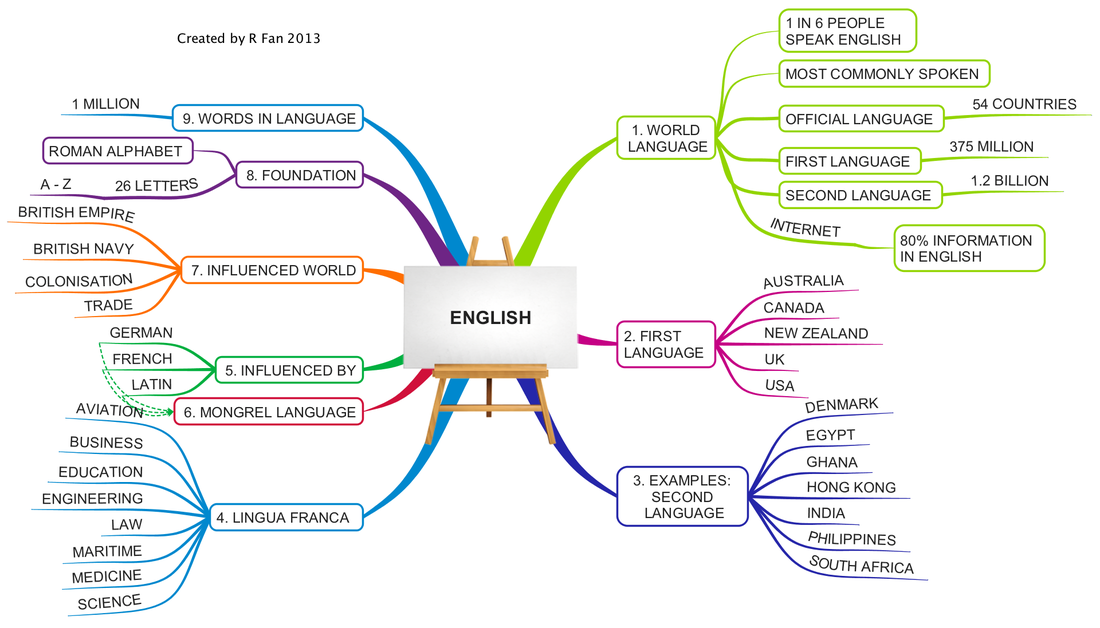 Created by R Fan 2013
ENGLISH
1. WORLD
LANGUAGE
1 IN 6 PEOPLE
SPEAK ENGLISH
MOST COMMONLY SPOKEN
OFFICIAL LANGUAGE
54 COUNTRIES
FIRST LANGUAGE
375 MILLION
SECOND LANGUAGE
1.2 BILLION
INTERNET
80% INFORMATION
IN ENGLISH
2. FIRST
LANGUAGE
AUSTRALIA
CANADA
NEW ZEALAND
UK
USA
3. EXAMPLES:
SECOND
LANGUAGE
DENMARK
EGYPT
GHANA
HONG KONG
INDIA
PHILIPPINES
SOUTH AFRICA
4. LINGUA FRANCA
AVIATION
BUSINESS
EDUCATION
ENGINEERING
LAW
MARITIME
MEDICINE
SCIENCE
5. INFLUENCED BY
GERMAN
FRENCH
LATIN
6. MONGREL LANGUAGE
7. INFLUENCED WORLD
BRITISH EMPIRE
BRITISH NAVY
COLONISATION
TRADE
8. FOUNDATION
ROMAN ALPHABET
26 LETTERS
A - Z
9. WORDS IN LANGUAGE
1 MILLION